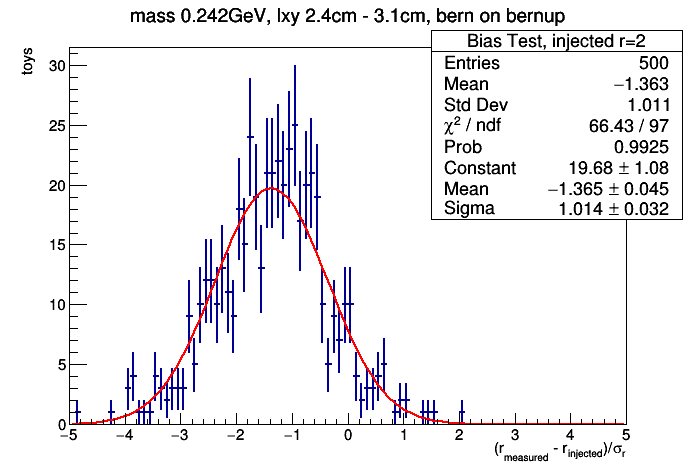 mass 0.242GeV, lxy 2.4cm - 3.1cm, bern on bernup
Bias Test, injected r=2
Entries 500
Mean −1.363
Std Dev 1.011
χ² / ndf 66.43 / 97
Prob 0.9925
Constant 19.68 ± 1.08
Mean −1.365 ± 0.045
Sigma 1.014 ± 0.032
toys
30
25
20
15
10
5
0
−5 −4 −3 −2 −1 0 1 2 3 4 5
(r_measured - r_injected)/σ_r